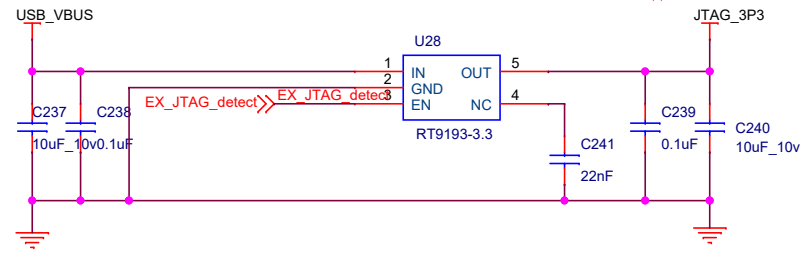 USB_VBUS
JTAG_3P3
U28
1
IN
OUT
5
2
GND
EX_JTAG_detect
EX_JTAG_detect
3
EN
NC
4
RT9193-3.3
C237
10uF_10v
C238
0.1uF
C241
22nF
C239
0.1uF
C240
10uF_10v